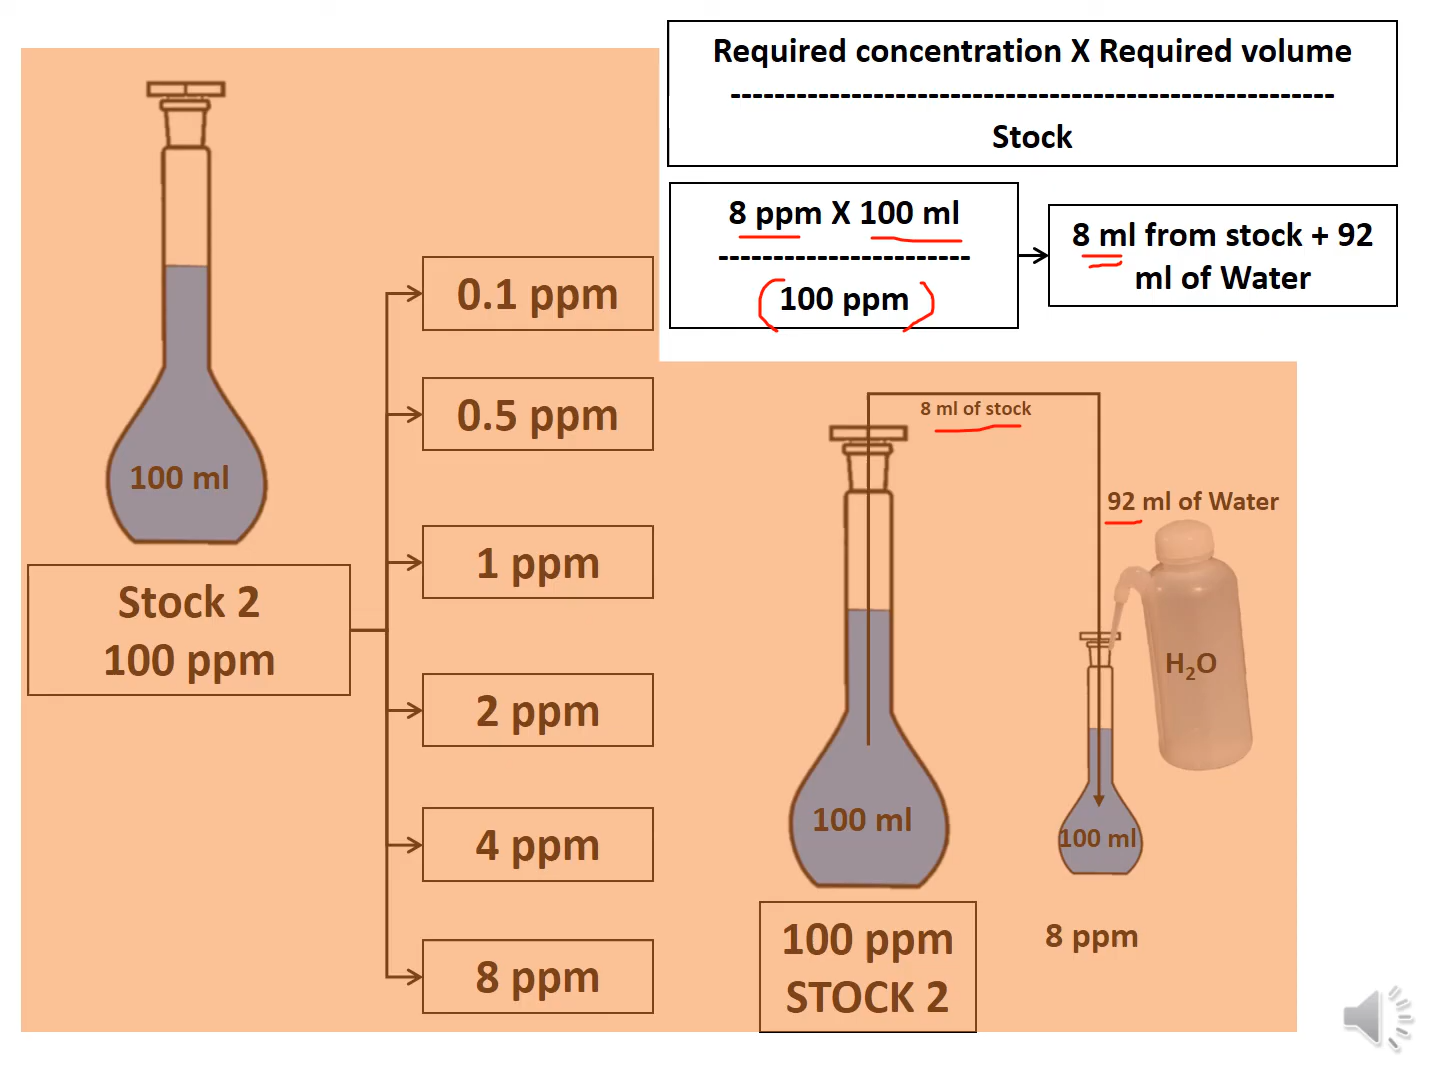 Required concentration X Required volume
-------------------------------------------------------
Stock
8 ppm X 100 ml
-----------------------
100 ppm
8 ml from stock + 92
ml of Water
100 ml
Stock 2
100 ppm
0.1 ppm
0.5 ppm
1 ppm
2 ppm
4 ppm
8 ppm
8 ml of stock
92 ml of Water
H₂O
100 ml
100 ml
100 ppm
STOCK 2
8 ppm